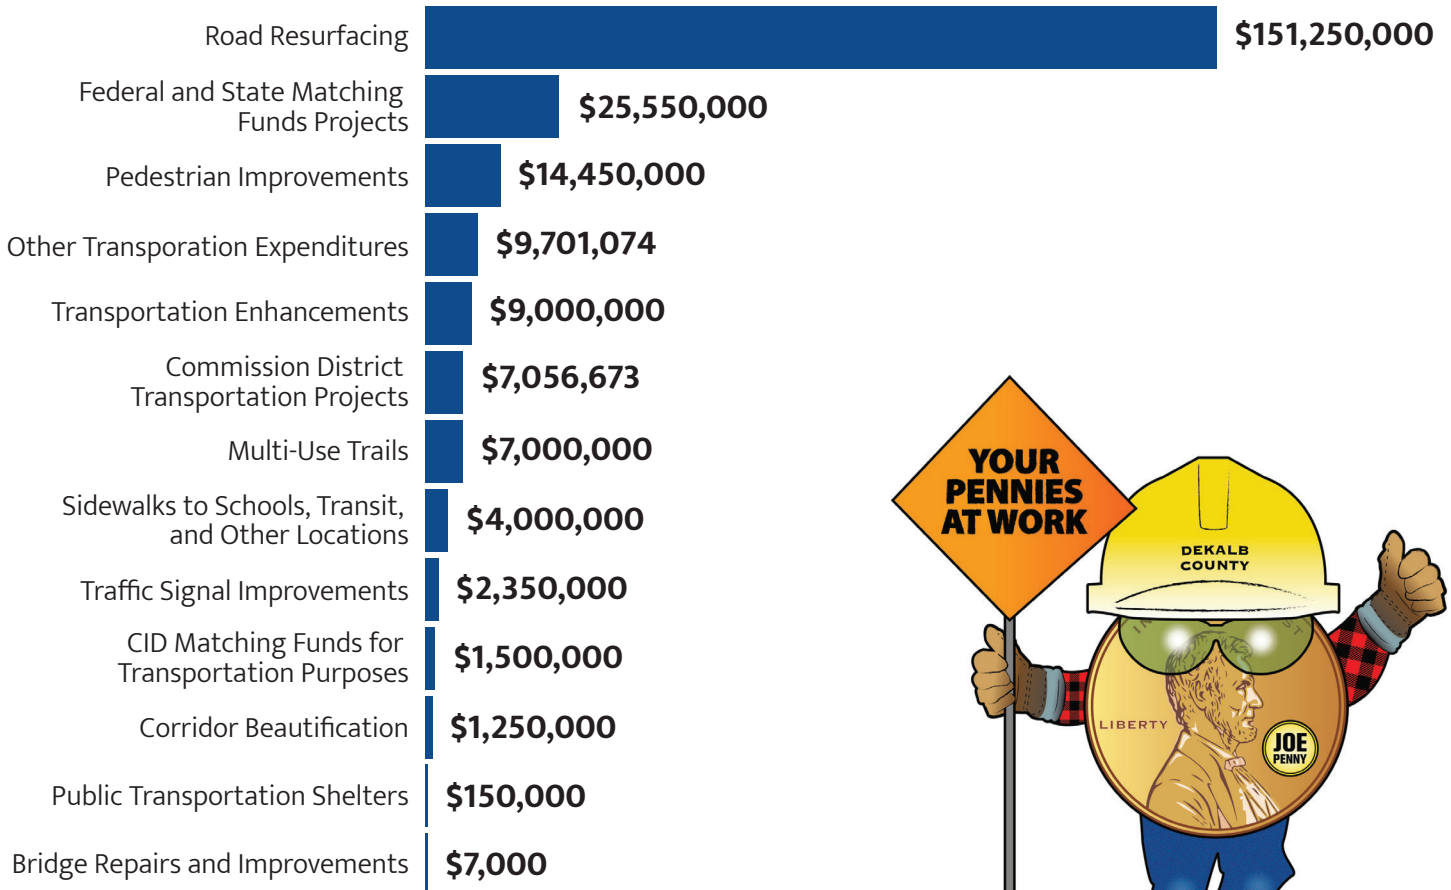 Road Resurfacing $151,250,000
Federal and State Matching
Funds Projects $25,550,000
Pedestrian Improvements $14,450,000
Other Transporation Expenditures $9,701,074
Transportation Enhancements $9,000,000
Commission District
Transportation Projects $7,056,673
Multi-Use Trails $7,000,000
Sidewalks to Schools, Transit,
and Other Locations $4,000,000
Traffic Signal Improvements $2,350,000
CID Matching Funds for
Transportation Purposes $1,500,000
Corridor Beautification $1,250,000
Public Transportation Shelters $150,000
Bridge Repairs and Improvements $7,000
YOUR
PENNIES
AT WORK
DEKALB
COUNTY
LIBERTY
JOE
PENNY